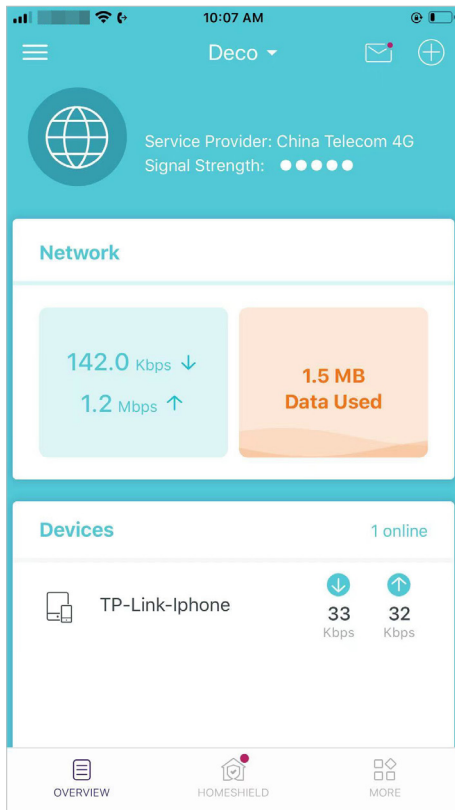 10:07 AM
Deco
Service Provider: China Telecom 4G
Signal Strength:
Network
142.0 Kbps ↓
1.2 Mbps ↑
1.5 MB
Data Used
Devices
1 online
TP-Link-Iphone
33
32
Kbps
Kbps
OVERVIEW
HOMESHIELD
MORE